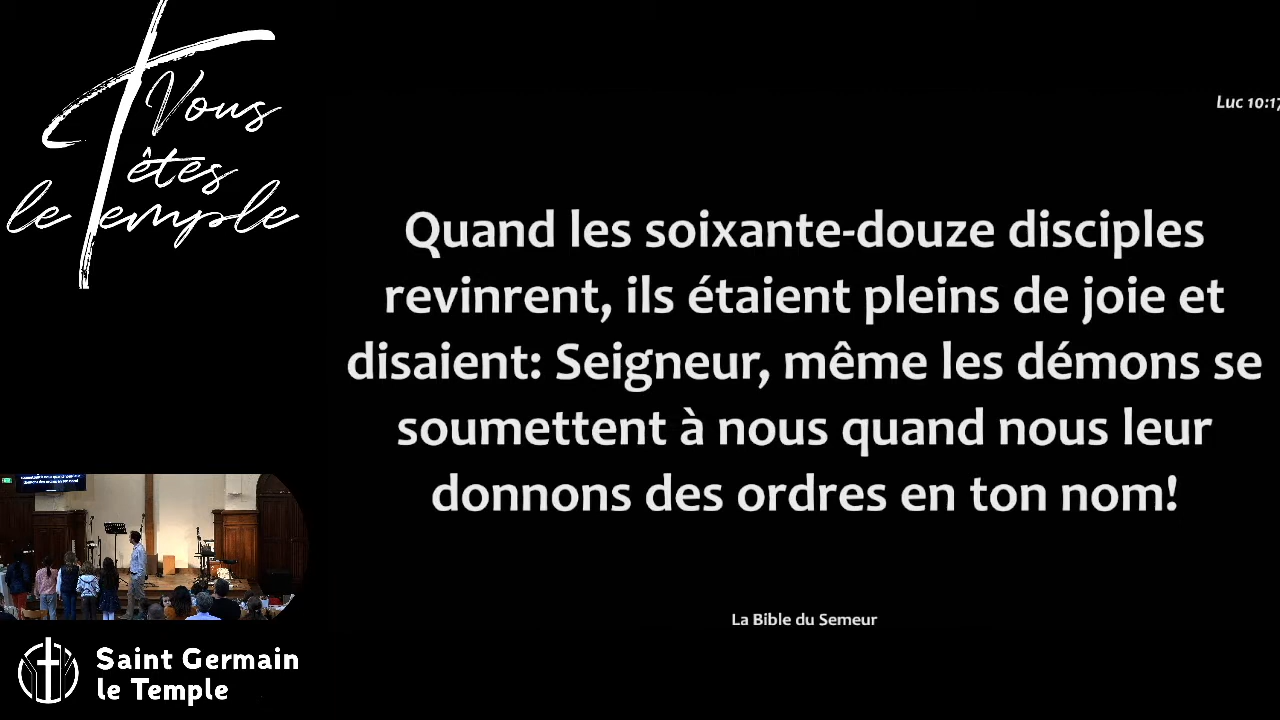 Vous
êtes
le Temple
Luc 10:17
Quand les soixante-douze disciples
revinrent, ils étaient pleins de joie et
disaient: Seigneur, même les démons se
soumettent à nous quand nous leur
donnons des ordres en ton nom!
La Bible du Semeur
Saint Germain
le Temple